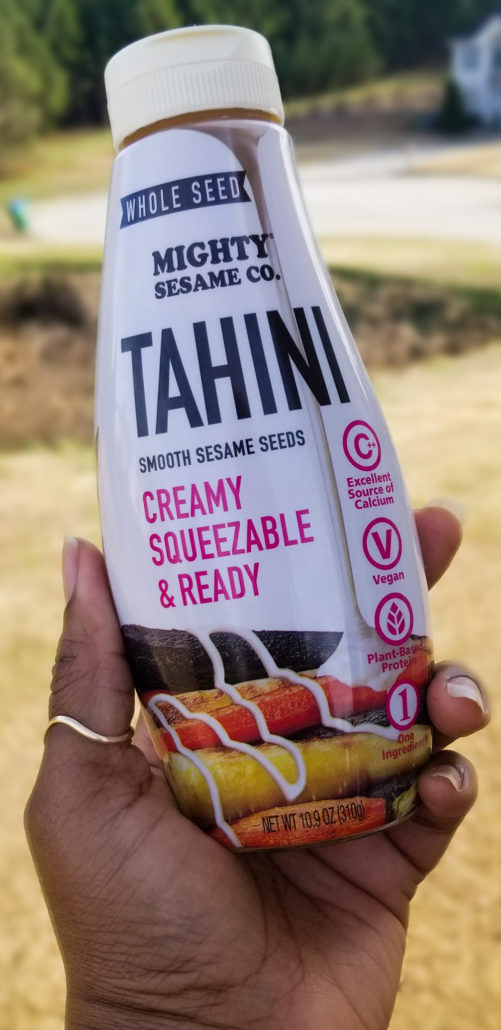 WHOLE SEED
MIGHTY
SESAME CO.
TAHINI
SMOOTH SESAME SEEDS
CREAMY
SQUEEZABLE
& READY
C++
Excellent
Source of
Calcium
V
Vegan
Plant-Based
Protein
1
One
Ingredient
NET WT 10.9 OZ (310g)